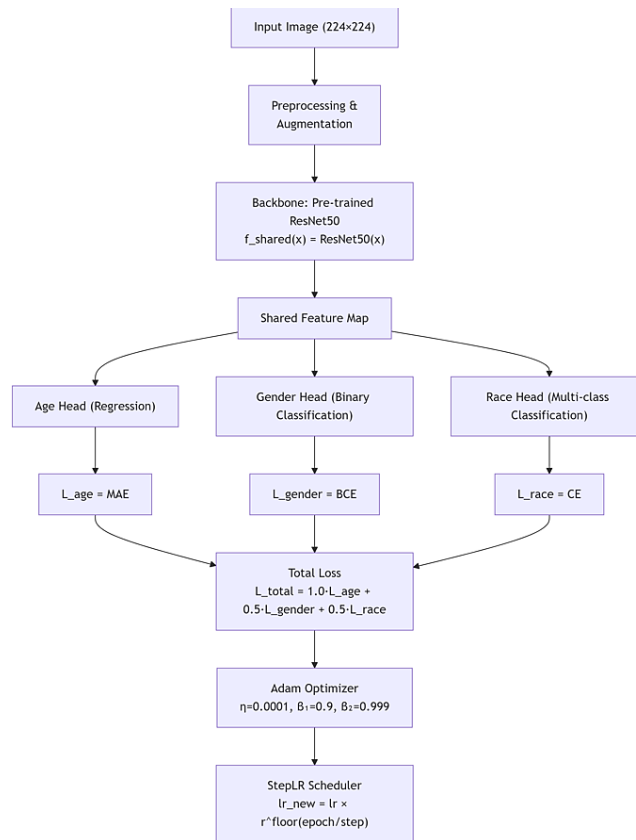 Input Image (224×224)
Preprocessing &
Augmentation
Backbone: Pre-trained
ResNet50
f_shared(x) = ResNet50(x)
Shared Feature Map
Age Head (Regression)
Gender Head (Binary
Classification)
Race Head (Multi-class
Classification)
L_age = MAE
L_gender = BCE
L_race = CE
Total Loss
L_total = 1.0·L_age +
0.5·L_gender + 0.5·L_race
Adam Optimizer
η=0.0001, β₁=0.9, β₂=0.999
StepLR Scheduler
lr_new = lr ×
r^floor(epoch/step)